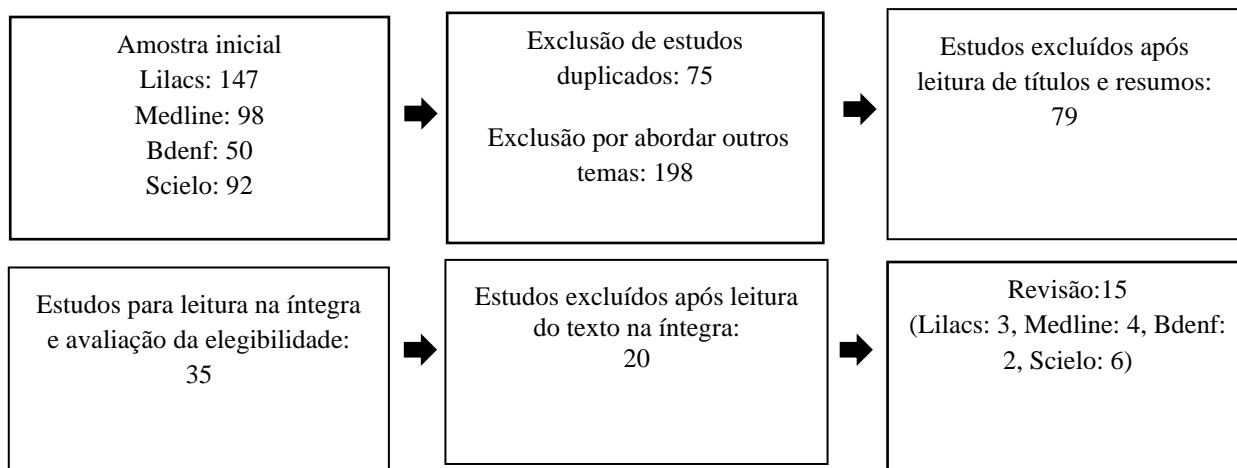 Amostra inicial
Lilacs: 147
Medline: 98
Bdenf: 50
Scielo: 92
Exclusão de estudos
duplicados: 75
Exclusão por abordar outros
temas: 198
Estudos excluídos após
leitura de títulos e resumos:
79
Estudos para leitura na íntegra
e avaliação da elegibilidade:
35
Estudos excluídos após leitura
do texto na íntegra:
20
Revisão:15
(Lilacs: 3, Medline: 4, Bdenf:
2, Scielo: 6)